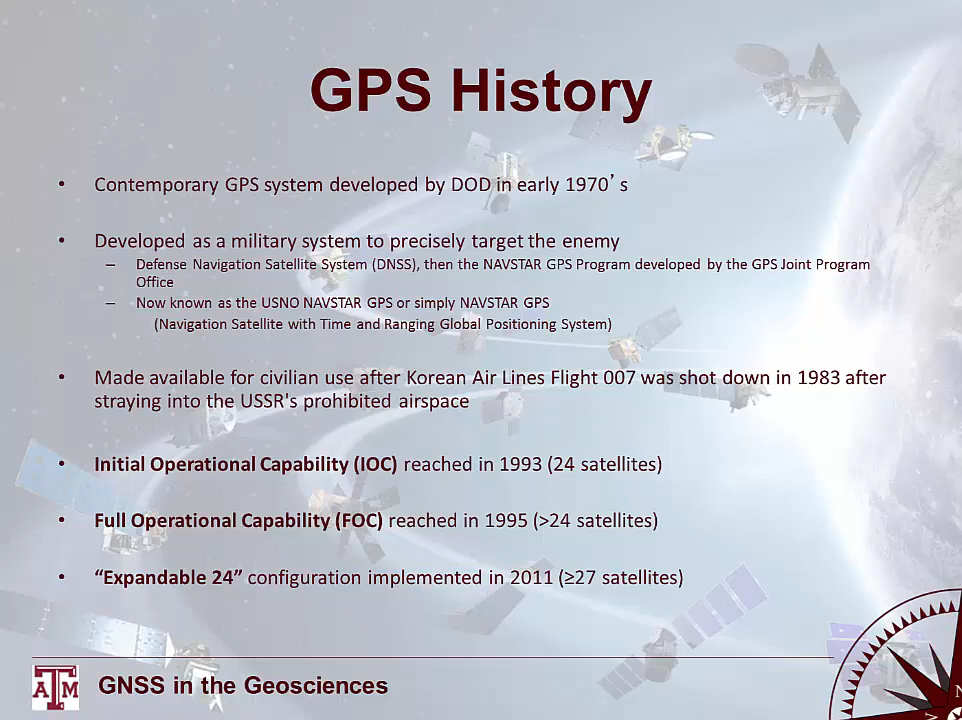 GPS History
• Contemporary GPS system developed by DOD in early 1970’s
• Developed as a military system to precisely target the enemy
– Defense Navigation Satellite System (DNSS), then the NAVSTAR GPS Program developed by the GPS Joint Program
Office
– Now known as the USNO NAVSTAR GPS or simply NAVSTAR GPS
(Navigation Satellite with Time and Ranging Global Positioning System)
• Made available for civilian use after Korean Air Lines Flight 007 was shot down in 1983 after
straying into the USSR's prohibited airspace
• Initial Operational Capability (IOC) reached in 1993 (24 satellites)
• Full Operational Capability (FOC) reached in 1995 (>24 satellites)
• “Expandable 24” configuration implemented in 2011 (≥27 satellites)
ATM
GNSS in the Geosciences
N